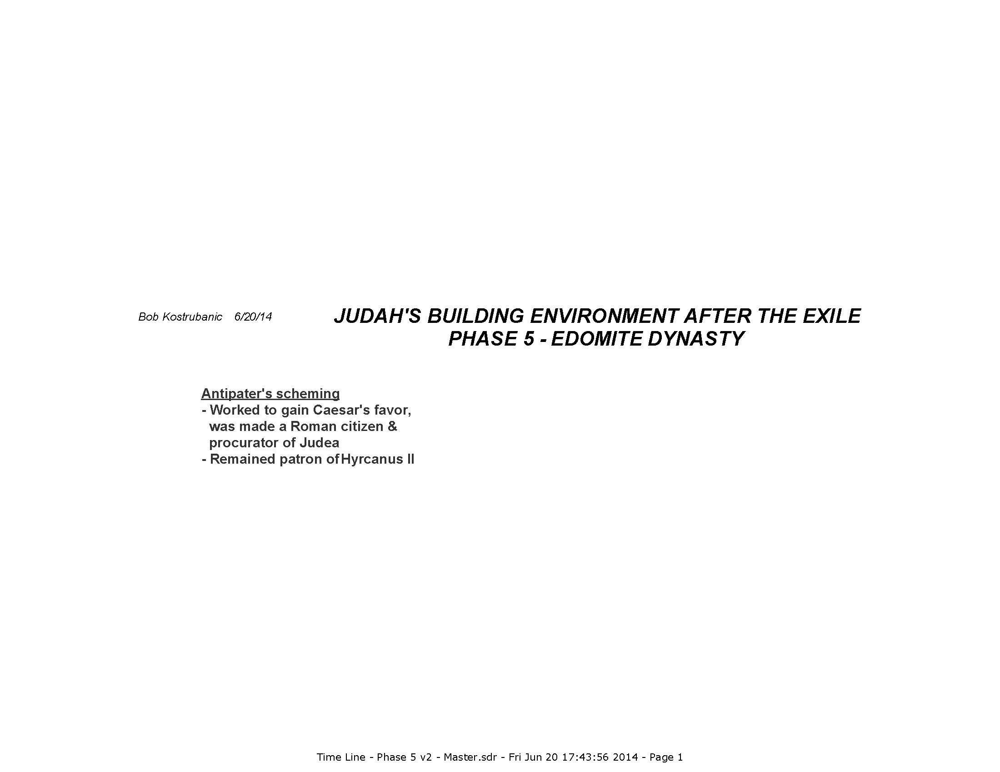 Bob Kostrubanic 6/20/14
JUDAH'S BUILDING ENVIRONMENT AFTER THE EXILE
PHASE 5 - EDOMITE DYNASTY
Antipater's scheming
- Worked to gain Caesar's favor,
was made a Roman citizen &
procurator of Judea
- Remained patron of Hyrcanus II
Time Line - Phase 5 v2 - Master.sdr - Fri Jun 20 17:43:56 2014 - Page 1